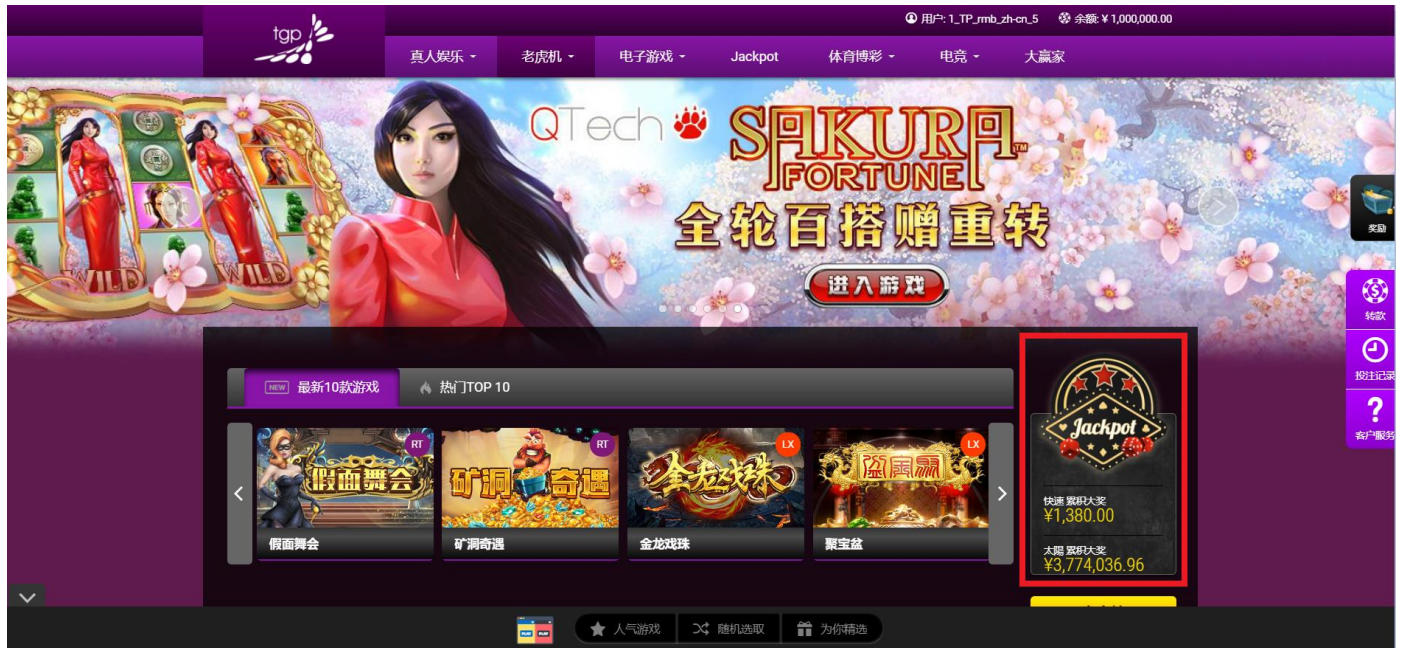 tgp
用户: 1_TP_rmb_zh-cn_5 余额: ¥ 1,000,000.00
真人娱乐 老虎机 电子游戏 Jackpot 体育博彩 电竞 大赢家
QTech SAKURA FORTUNE™
全轮百搭赠重转
进入游戏
WILD WILD
奖励
转款
投注记录
客户服务
NEW 最新10款游戏 热门TOP 10
RT RT LX LX
假面舞会 矿洞奇遇 金龙戏珠
假面舞会 矿洞奇遇 金龙戏珠 聚宝盆
Jackpot
快速 累积大奖
¥1,380.00
太陽 累积大奖
¥3,774,036.96
PLAY PLAY 人气游戏 随机选取 为你精选